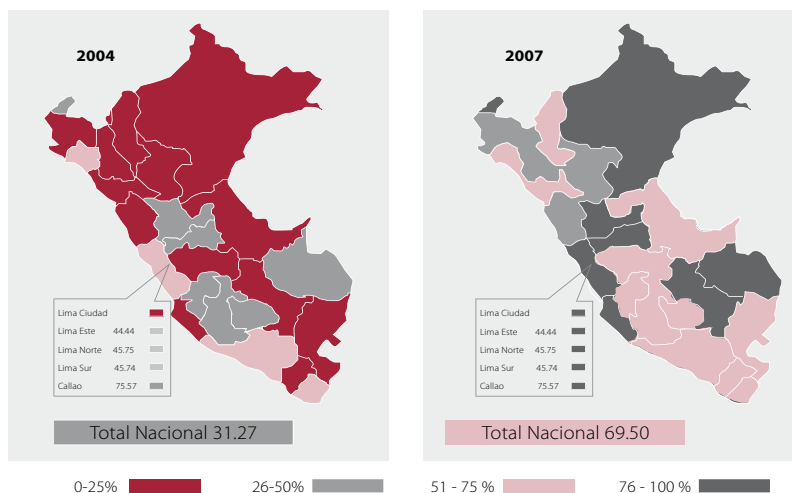 2004
Lima Ciudad
Lima Este 44.44
Lima Norte 45.75
Lima Sur 45.74
Callao 75.57
Total Nacional 31.27
2007
Lima Ciudad
Lima Este 44.44
Lima Norte 45.75
Lima Sur 45.74
Callao 75.57
Total Nacional 69.50
0-25% 26-50% 51 - 75 % 76 - 100 %